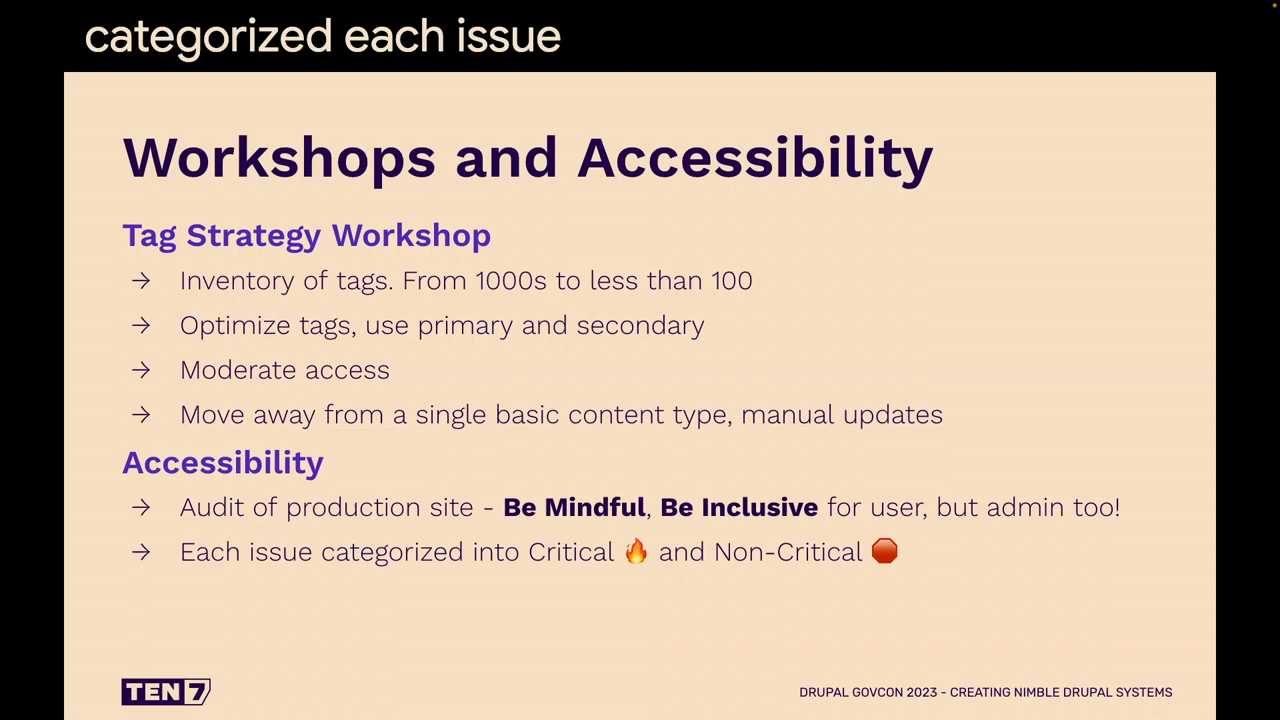 categorized each issue
Workshops and Accessibility
Tag Strategy Workshop
→ Inventory of tags. From 1000s to less than 100
→ Optimize tags, use primary and secondary
→ Moderate access
→ Move away from a single basic content type, manual updates
Accessibility
→ Audit of production site - Be Mindful, Be Inclusive for user, but admin too!
→ Each issue categorized into Critical 🔥 and Non-Critical 🛑
TEN7
DRUPAL GOVCON 2023 - CREATING NIMBLE DRUPAL SYSTEMS